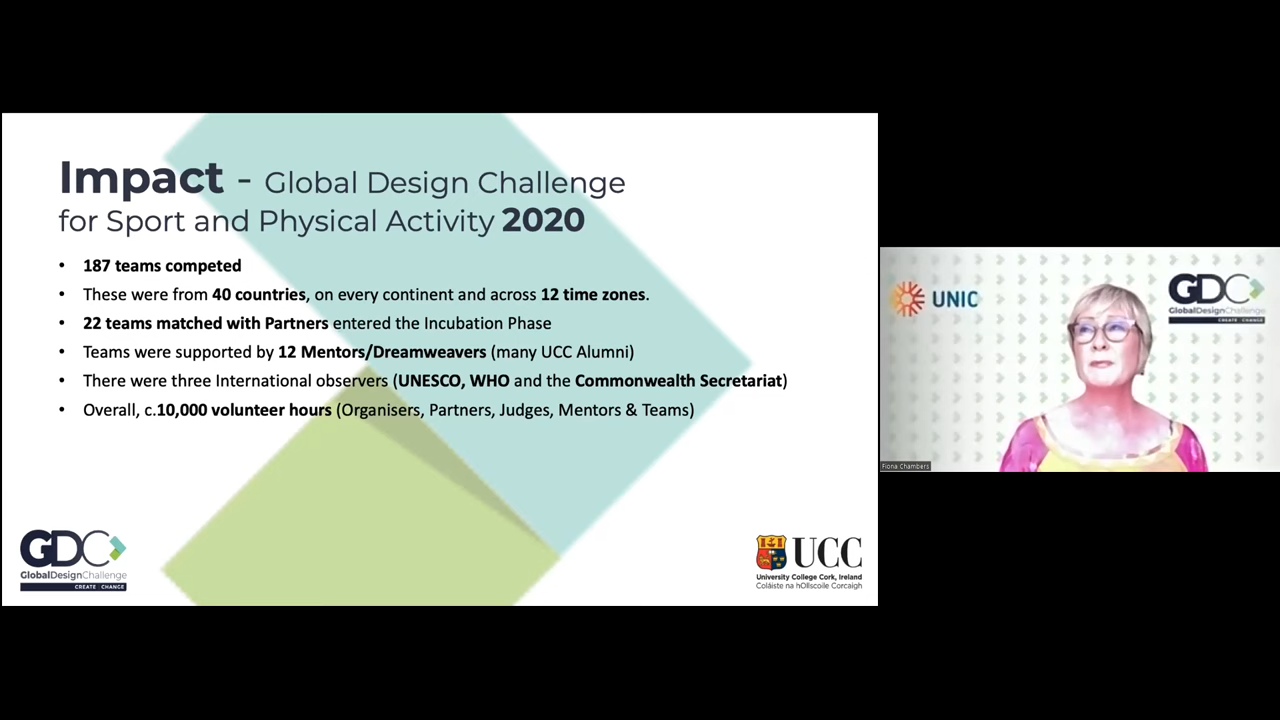 Impact - Global Design Challenge
for Sport and Physical Activity 2020
• 187 teams competed
• These were from 40 countries, on every continent and across 12 time zones.
• 22 teams matched with Partners entered the Incubation Phase
• Teams were supported by 12 Mentors/Dreamweavers (many UCC Alumni)
• There were three International observers (UNESCO, WHO and the Commonwealth Secretariat)
• Overall, c.10,000 volunteer hours (Organisers, Partners, Judges, Mentors & Teams)
GDC
GlobalDesignChallenge
CREATE CHANGE
UCC
University College Cork, Ireland
Coláiste na hOllscoile Corcaigh
UNIC
GDC
GlobalDesignChallenge
CREATE CHANGE
Fiona Chambers